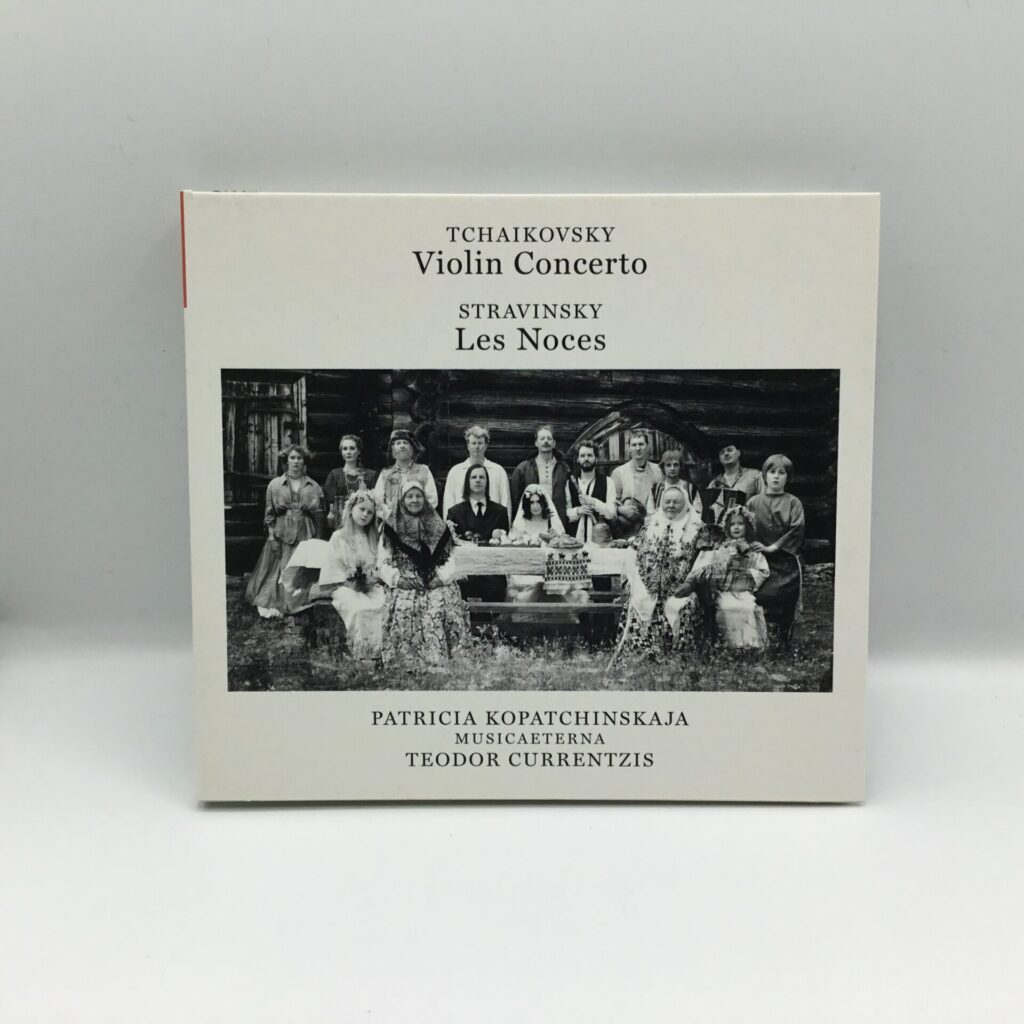 TCHAIKOVSKY
Violin Concerto
STRAVINSKY
Les Noces
PATRICIA KOPATCHINSKAJA
MUSICAETERNA
TEODOR CURRENTZIS